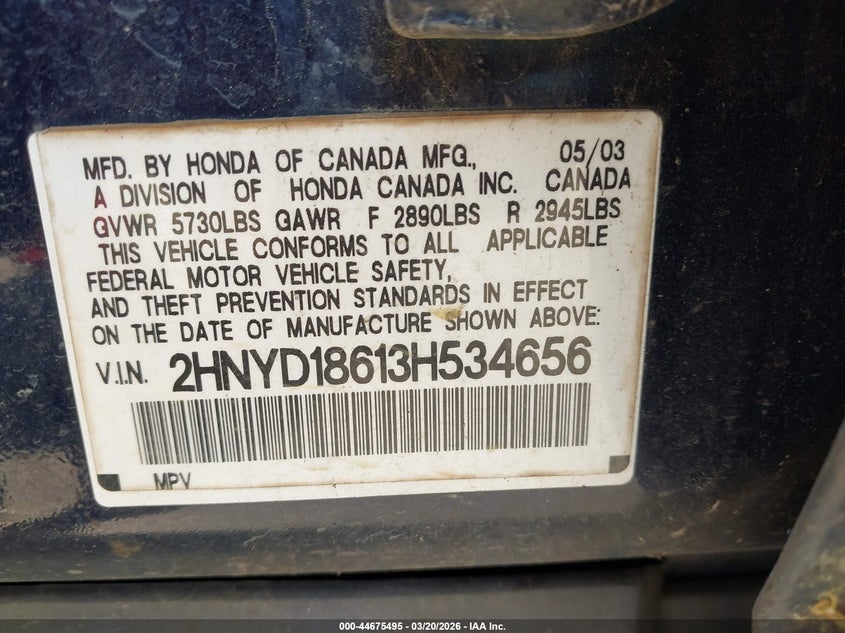 MFD. BY HONDA OF CANADA MFG., 05/03
A DIVISION OF HONDA CANADA INC. CANADA
GVWR 5730LBS GAWR F 2890LBS R 2945LBS
THIS VEHICLE CONFORMS TO ALL APPLICABLE
FEDERAL MOTOR VEHICLE SAFETY,
AND THEFT PREVENTION STANDARDS IN EFFECT
ON THE DATE OF MANUFACTURE SHOWN ABOVE:
V.I.N. 2HNYD18613H534656
MPV
000-44675495 - 03/20/2026 - IAA Inc.